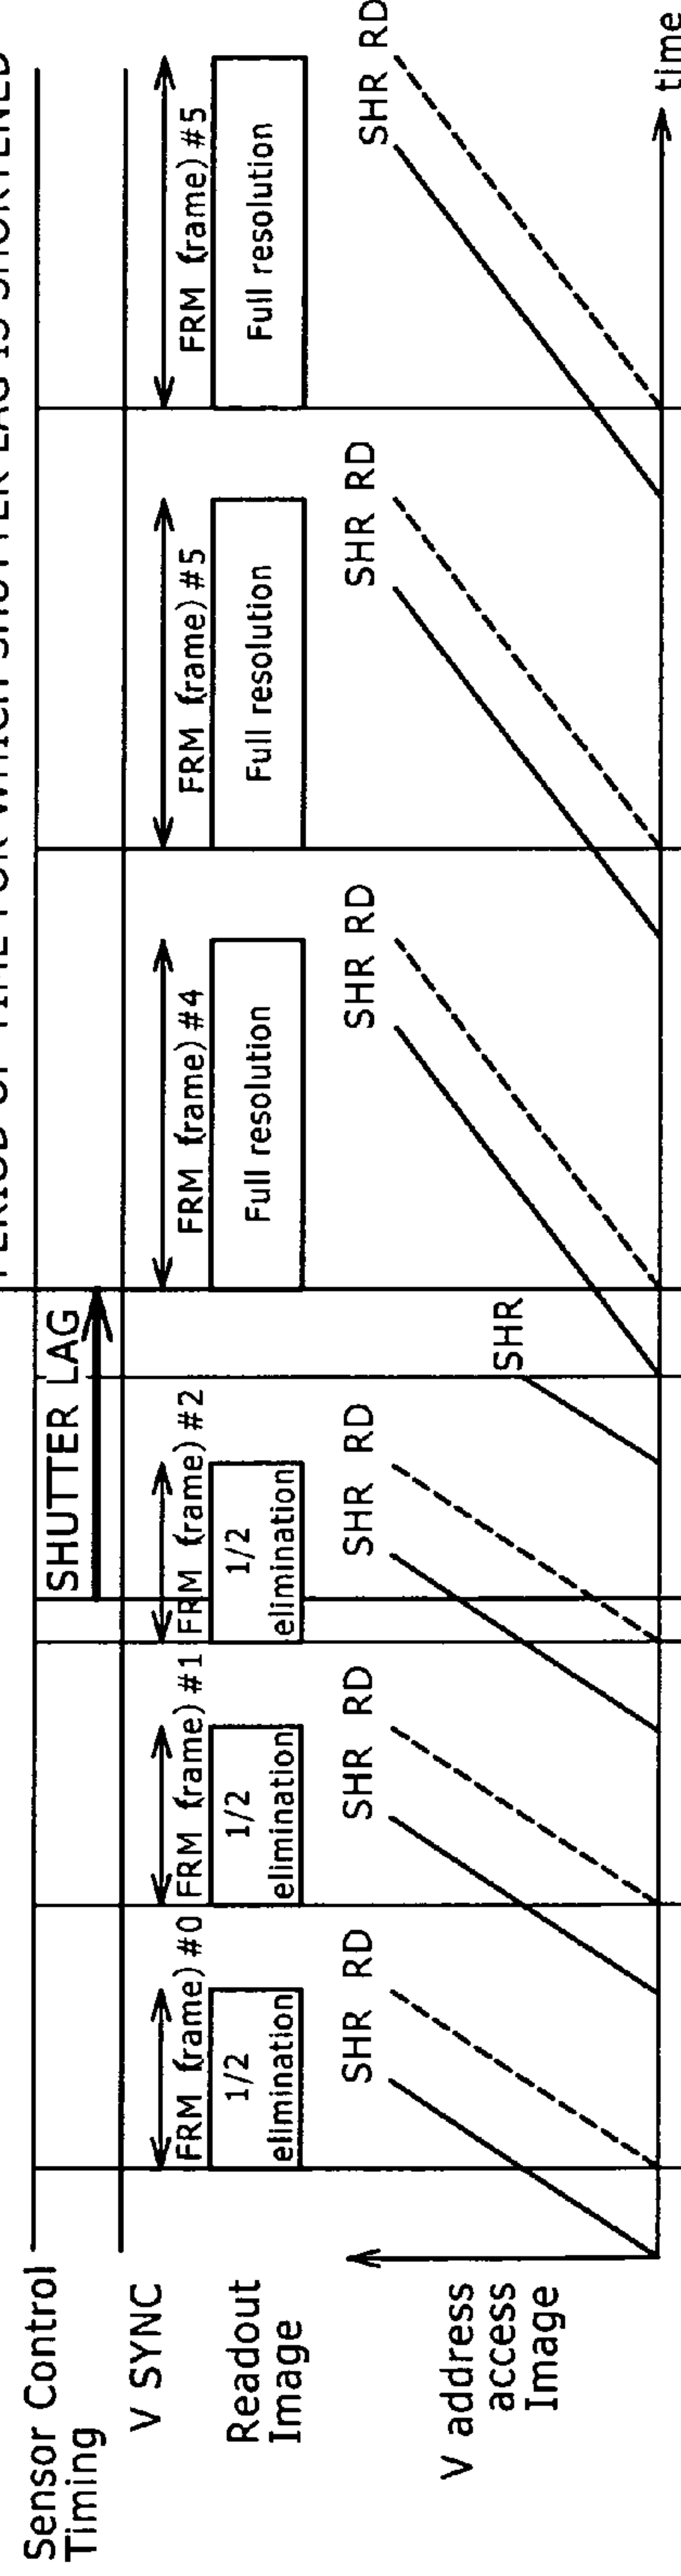 PERIOD OF TIME FOR WHICH SHUTTER LAG IS SHORTENED
Sensor Control
Timing
SHUTTER LAG
V SYNC
FRM (frame) #0
FRM (frame) #1
FRM (frame) #2
FRM (frame) #4
FRM (frame) #5
FRM (frame) #5
Readout
Image
1/2
elimination
1/2
elimination
1/2
elimination
Full resolution
Full resolution
Full resolution
V address
access
Image
SHR RD
SHR RD
SHR RD
SHR
SHR RD
SHR RD
SHR RD
time